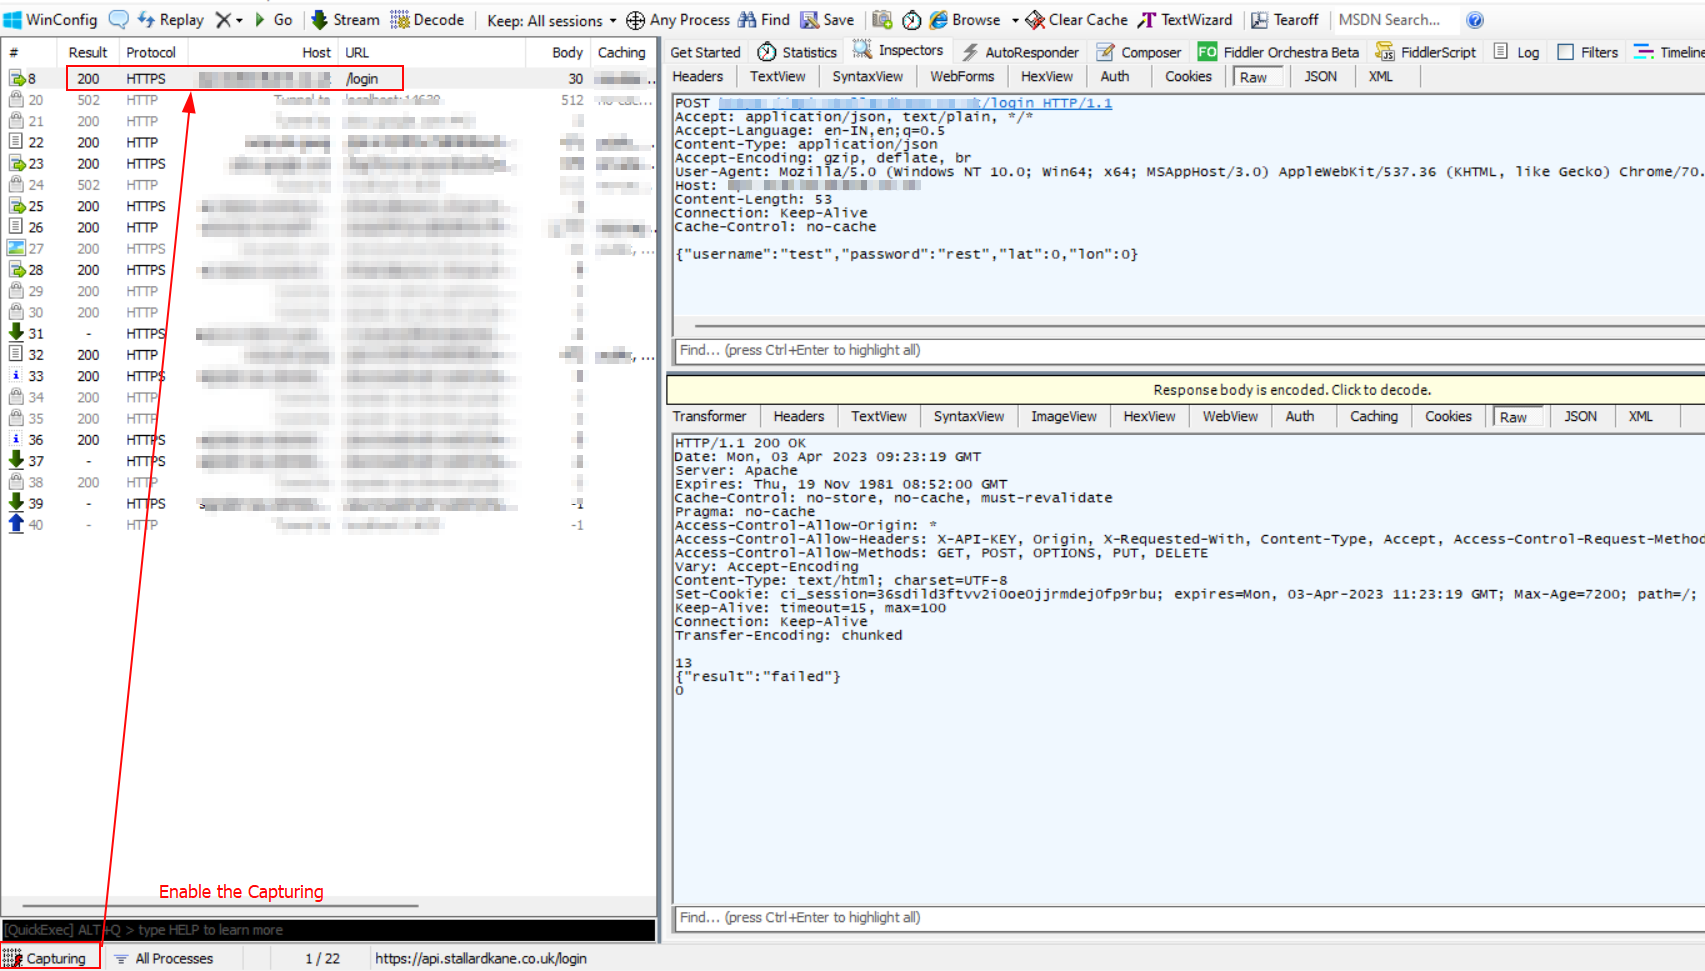 WinConfig Replay Go Stream Decode Keep: All sessions Any Process Find Save Browse Clear Cache TextWizard Tearoff MSDN Search...
# Result Protocol Host URL Body Caching
8 200 HTTPS /login 30
20 502 HTTP 512
21 200 HTTP
22 200 HTTP
23 200 HTTPS
24 502 HTTP
25 200 HTTPS
26 200 HTTP
27 200 HTTPS
28 200 HTTPS
29 200 HTTP
30 200 HTTP
31 - HTTPS
32 200 HTTP
33 200 HTTPS
34 200 HTTP
35 200 HTTP
36 200 HTTPS
37 - HTTPS
38 200 HTTP
39 - HTTPS -1
40 - HTTP -1
Enable the Capturing
[QuickExec] ALT+Q > type HELP to learn more
Capturing All Processes 1 / 22 https://api.stallardkane.co.uk/login
Get Started Statistics Inspectors AutoResponder Composer FO Fiddler Orchestra Beta FiddlerScript Log Filters Timeline
Headers TextView SyntaxView WebForms HexView Auth Cookies Raw JSON XML
POST /login HTTP/1.1
Accept: application/json, text/plain, */*
Accept-Language: en-IN,en;q=0.5
Content-Type: application/json
Accept-Encoding: gzip, deflate, br
User-Agent: Mozilla/5.0 (Windows NT 10.0; Win64; x64; MSAppHost/3.0) AppleWebKit/537.36 (KHTML, like Gecko) Chrome/70.
Host:
Content-Length: 53
Connection: Keep-Alive
Cache-Control: no-cache
{"username":"test","password":"rest","lat":0,"lon":0}
Find... (press Ctrl+Enter to highlight all)
Response body is encoded. Click to decode.
Transformer Headers TextView SyntaxView ImageView HexView WebView Auth Caching Cookies Raw JSON XML
HTTP/1.1 200 OK
Date: Mon, 03 Apr 2023 09:23:19 GMT
Server: Apache
Expires: Thu, 19 Nov 1981 08:52:00 GMT
Cache-Control: no-store, no-cache, must-revalidate
Pragma: no-cache
Access-Control-Allow-Origin: *
Access-Control-Allow-Headers: X-API-KEY, Origin, X-Requested-With, Content-Type, Accept, Access-Control-Request-Method
Access-Control-Allow-Methods: GET, POST, OPTIONS, PUT, DELETE
Vary: Accept-Encoding
Content-Type: text/html; charset=UTF-8
Set-Cookie: ci_session=36sdild3ftvv2i0oe0jjrmdej0fp9rbu; expires=Mon, 03-Apr-2023 11:23:19 GMT; Max-Age=7200; path=/;
Keep-Alive: timeout=15, max=100
Connection: Keep-Alive
Transfer-Encoding: chunked
13
{"result":"failed"}
0
Find... (press Ctrl+Enter to highlight all)